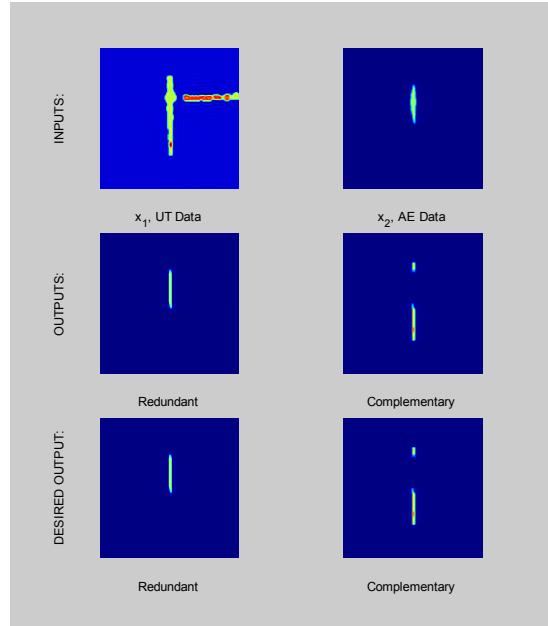 INPUTS:
x1, UT Data
x2, AE Data
OUTPUTS:
Redundant
Complementary
DESIRED OUTPUT:
Redundant
Complementary